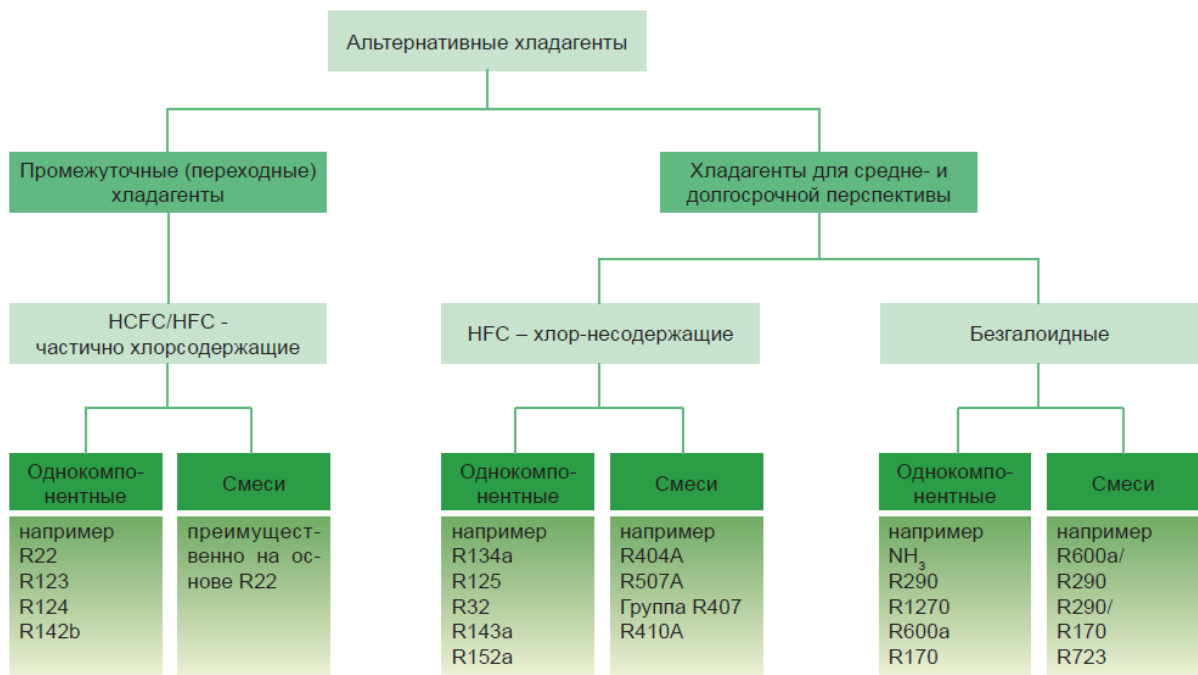 Альтернативные хладагенты
Промежуточные (переходные)
хладагенты
Хладагенты для средне- и
долгосрочной перспективы
HCFC/HFC -
частично хлорсодержащие
HFC – хлор-несодержащие
Безгалоидные
Однокомпо-
нентные
Смеси
Однокомпо-
нентные
Смеси
Однокомпо-
нентные
Смеси
например
R22
R123
R124
R142b
преимущест-
венно на ос-
нове R22
например
R134a
R125
R32
R143a
R152a
например
R404A
R507A
Группа R407
R410A
например
NH₃
R290
R1270
R600a
R170
например
R600a/
R290
R290/
R170
R723